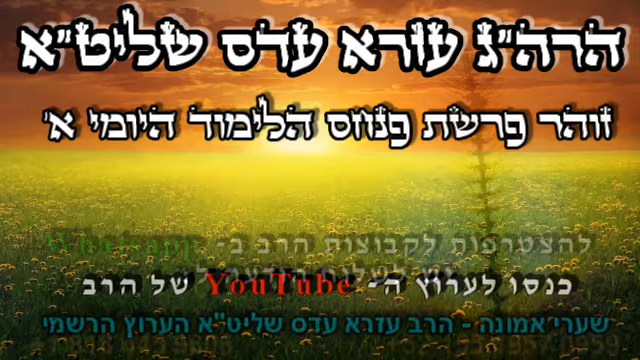 הרה"ג עזרא עדס שליט"א
זוהר פרשת פנחס הלימוד היומי א'
להצטרפות לקבוצות הרב ב- Whatsapp
כנסו לערוץ ה- YouTube של הרב
שערי אמונה - הרב עזרא עדס שליט"א הערוץ הרשמי